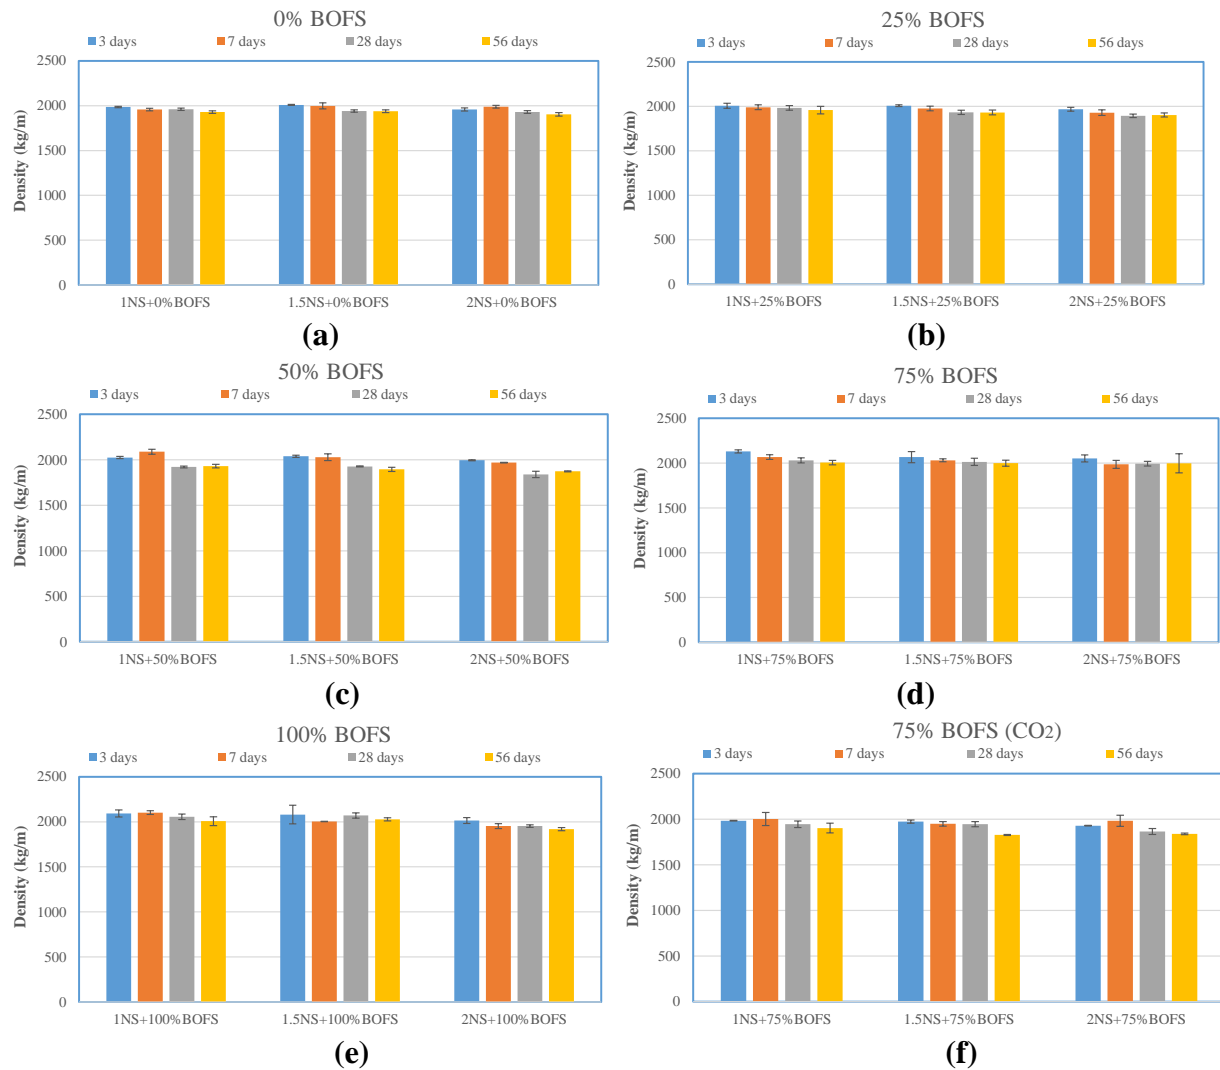 0% BOFS
3 days 7 days 28 days 56 days
Density (kg/m)
2500
2000
1500
1000
500
0
1NS+0%BOFS 1.5NS+0%BOFS 2NS+0%BOFS
(a)
25% BOFS
3 days 7 days 28 days 56 days
Density (kg/m)
2500
2000
1500
1000
500
0
1NS+25%BOFS 1.5NS+25%BOFS 2NS+25%BOFS
(b)
50% BOFS
3 days 7 days 28 days 56 days
Density (kg/m)
2500
2000
1500
1000
500
0
1NS+50%BOFS 1.5NS+50%BOFS 2NS+50%BOFS
(c)
75% BOFS
3 days 7 days 28 days 56 days
Density (kg/m)
2500
2000
1500
1000
500
0
1NS+75%BOFS 1.5NS+75%BOFS 2NS+75%BOFS
(d)
100% BOFS
3 days 7 days 28 days 56 days
Density (kg/m)
2500
2000
1500
1000
500
0
1NS+100%BOFS 1.5NS+100%BOFS 2NS+100%BOFS
(e)
75% BOFS (CO2)
3 days 7 days 28 days 56 days
Density (kg/m)
2500
2000
1500
1000
500
0
1NS+75%BOFS 1.5NS+75%BOFS 2NS+75%BOFS
(f)